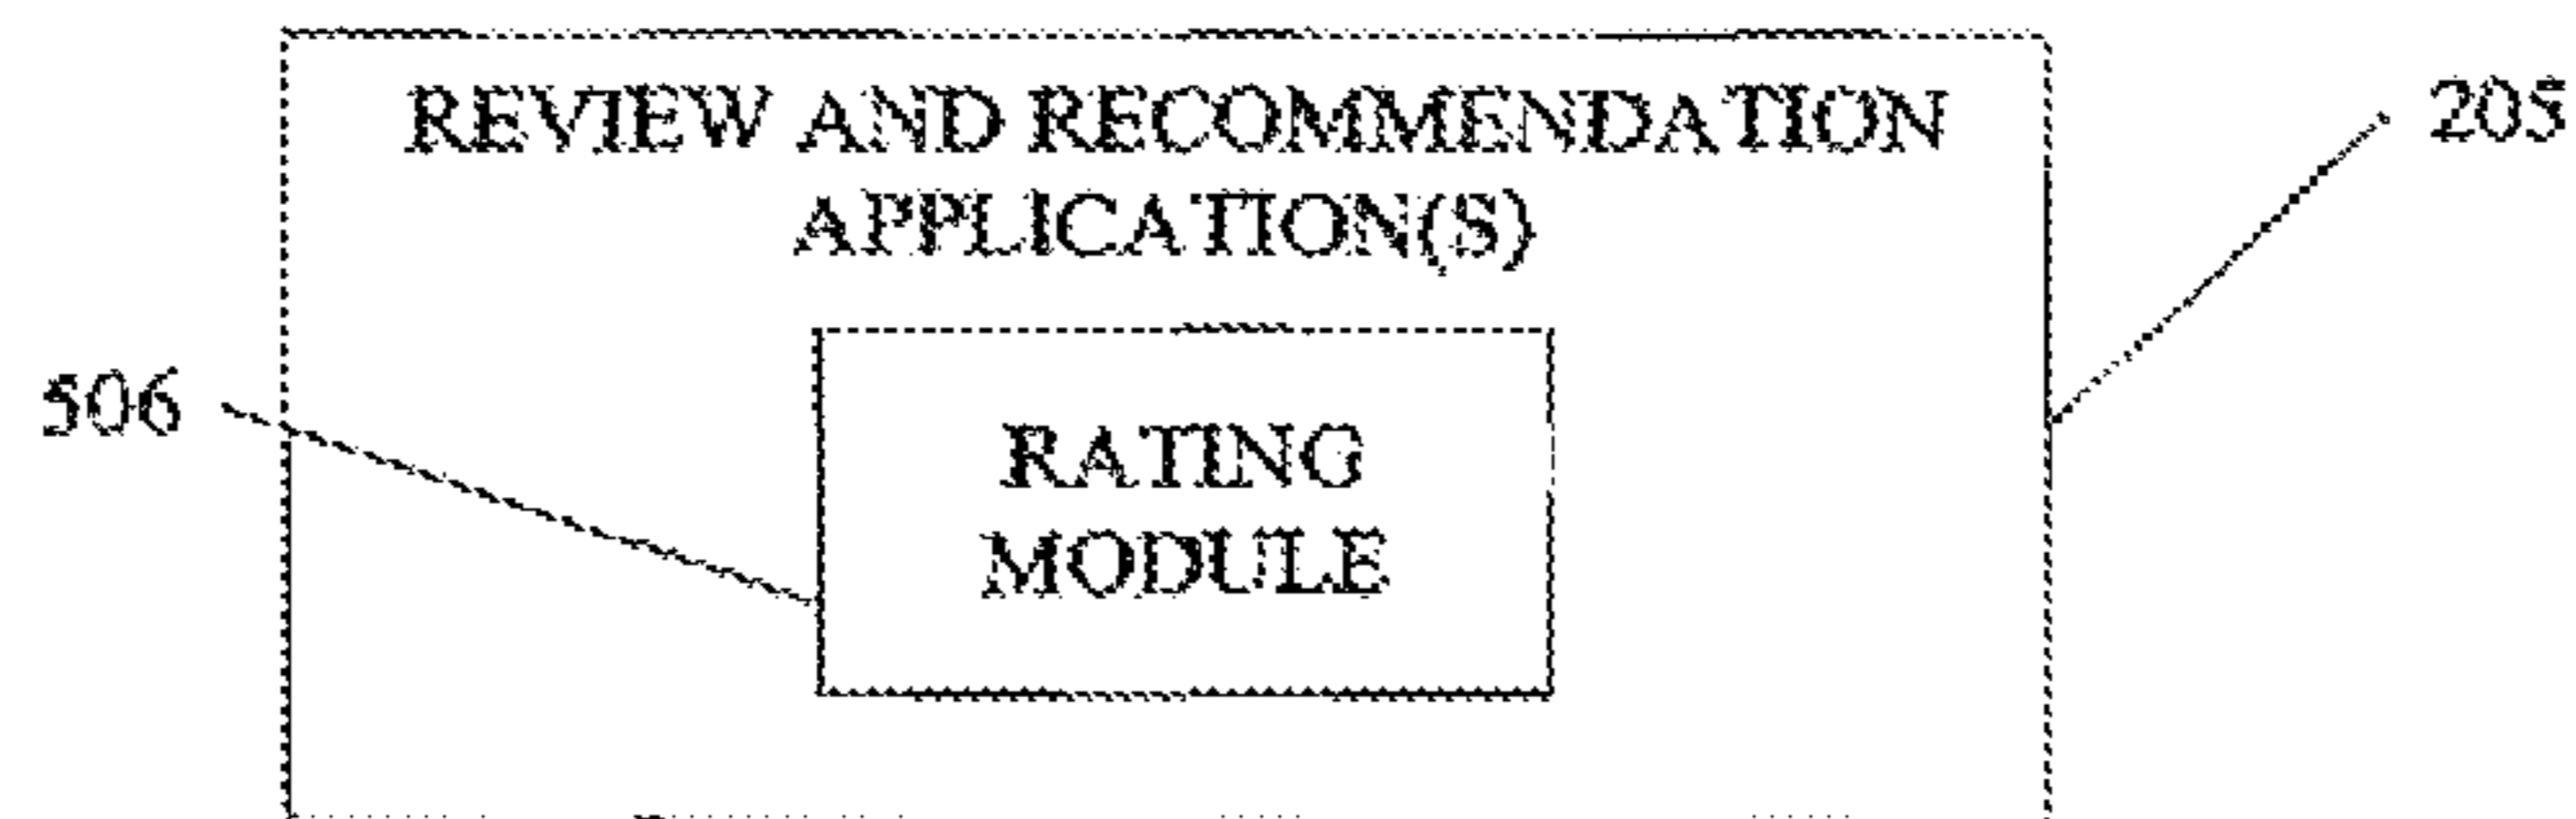 REVIEW AND RECOMMENDATION
APPLICATION(S)
205
506
RATING
MODULE